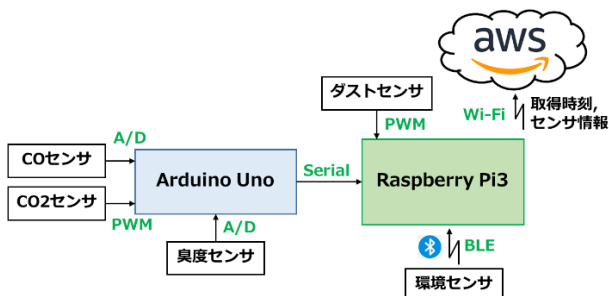 aws
ダストセンサ
Wi-Fi
取得時刻,
センサ情報
PWM
A/D
COセンサ
Arduino Uno
Serial
Raspberry Pi3
CO2センサ
PWM
A/D
臭度センサ
BLE
環境センサ